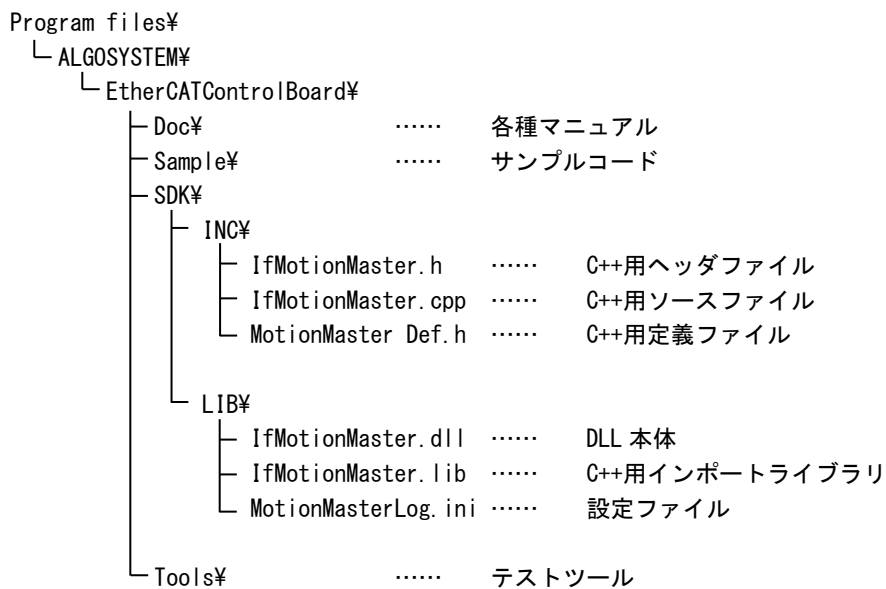 Program files¥
ALGOSYSTEM¥
EtherCATControlBoard¥
Doc¥ …… 各種マニュアル
Sample¥ …… サンプルコード
SDK¥
INC¥
IfMotionMaster.h …… C++用ヘッダファイル
IfMotionMaster.cpp …… C++用ソースファイル
MotionMaster Def.h …… C++用定義ファイル
LIB¥
IfMotionMaster.dll …… DLL 本体
IfMotionMaster.lib …… C++用インポートライブラリ
MotionMasterLog.ini …… 設定ファイル
Tools¥ …… テストツール